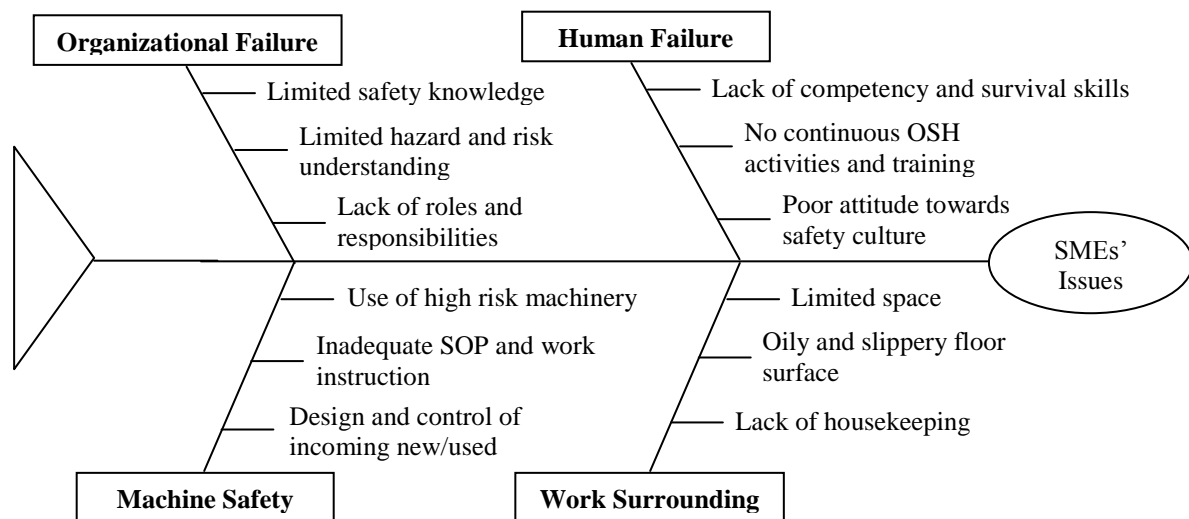 Organizational Failure
Limited safety knowledge
Limited hazard and risk
understanding
Lack of roles and
responsibilities
Human Failure
Lack of competency and survival skills
No continuous OSH
activities and training
Poor attitude towards
safety culture
SMEs'
Issues
Use of high risk machinery
Inadequate SOP and work
instruction
Design and control of
incoming new/used
Machine Safety
Limited space
Oily and slippery floor
surface
Lack of housekeeping
Work Surrounding